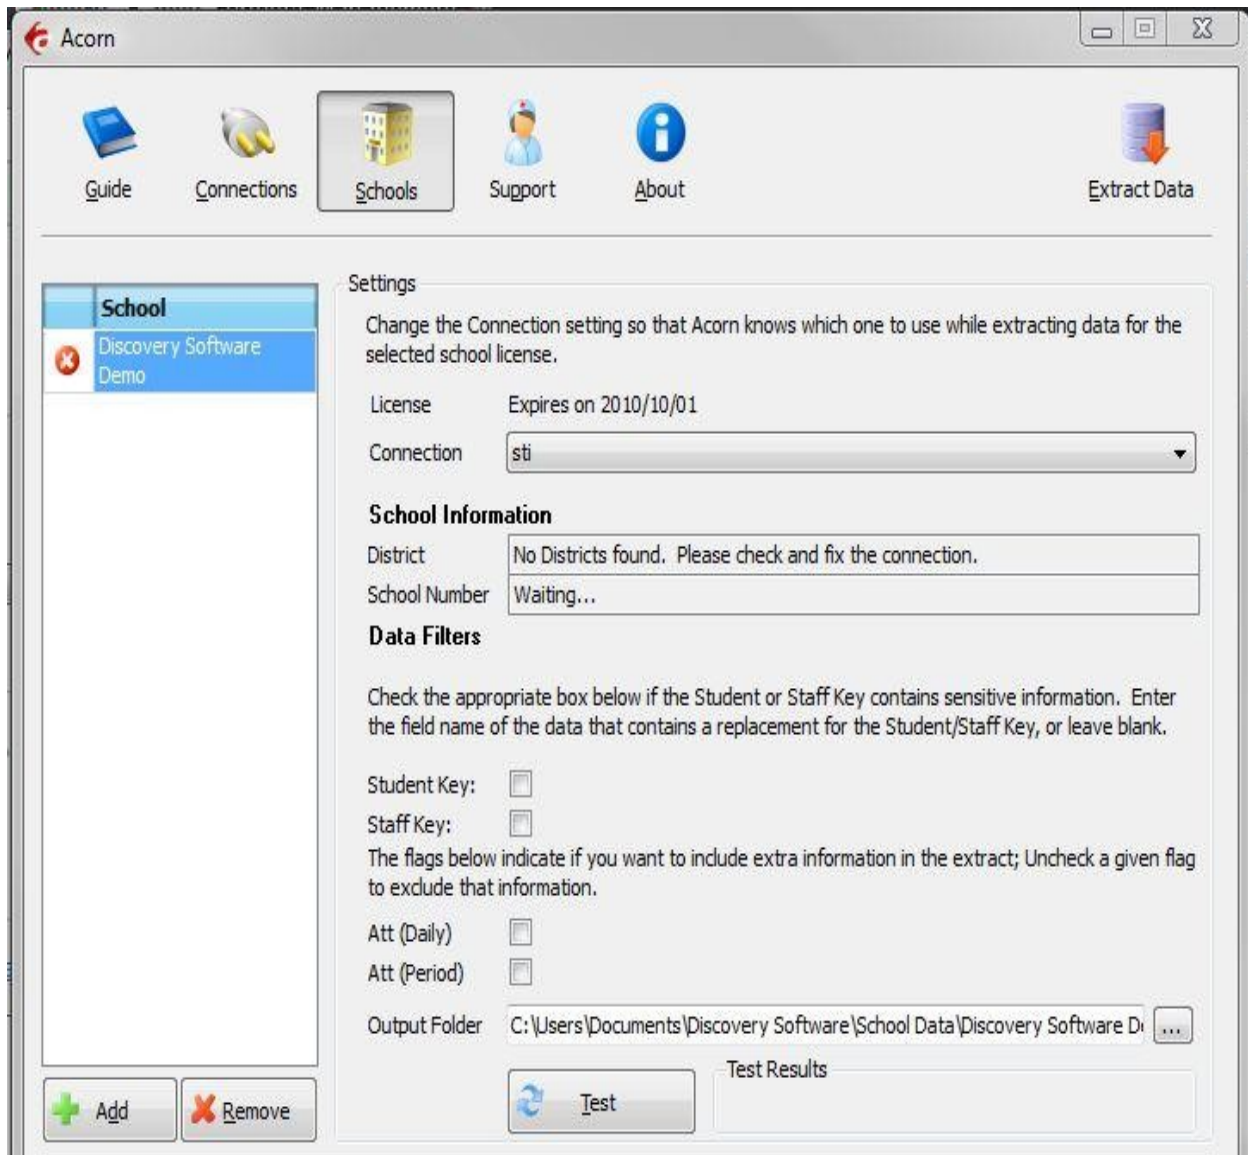 Acorn
Guide
Connections
Schools
Support
About
Extract Data
School
Discovery Software
Demo
Settings
Change the Connection setting so that Acorn knows which one to use while extracting data for the
selected school license.
License Expires on 2010/10/01
Connection sti
School Information
District No Districts found. Please check and fix the connection.
School Number Waiting...
Data Filters
Check the appropriate box below if the Student or Staff Key contains sensitive information. Enter
the field name of the data that contains a replacement for the Student/Staff Key, or leave blank.
Student Key:
Staff Key:
The flags below indicate if you want to include extra information in the extract; Uncheck a given flag
to exclude that information.
Att (Daily)
Att (Period)
Output Folder C:\Users\Documents\Discovery Software\School Data\Discovery Software D
...
Test Results
Add
Remove
Test